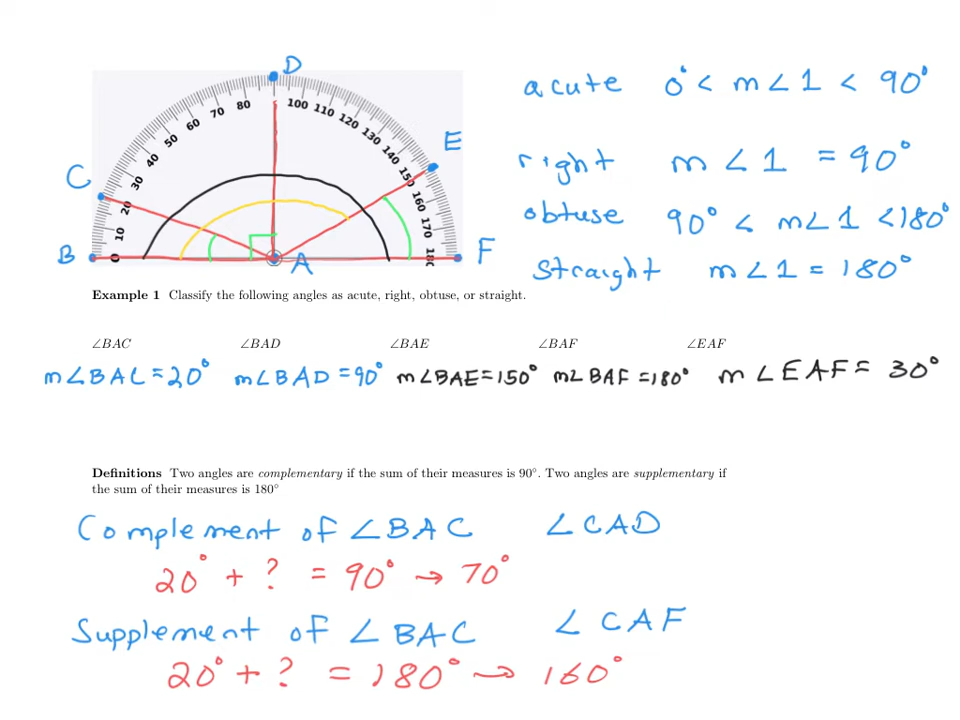 D
80 100 110
70 120
60 130
50 140
E
40 150
C
30 160
20 170
10 180
B 0 A F
acute 0° < m∠1 < 90°
right m∠1 = 90°
obtuse 90° < m∠1 < 180°
straight m∠1 = 180°
Example 1 Classify the following angles as acute, right, obtuse, or straight.
∠BAC ∠BAD ∠BAE ∠BAF ∠EAF
m∠BAC = 20° m∠BAD = 90° m∠BAE = 150° m∠BAF = 180° m∠EAF = 30°
Definitions Two angles are complementary if the sum of their measures is 90°. Two angles are supplementary if
the sum of their measures is 180°
Complement of ∠BAC ∠CAD
20° + ? = 90° → 70°
Supplement of ∠BAC ∠CAF
20° + ? = 180° → 160°